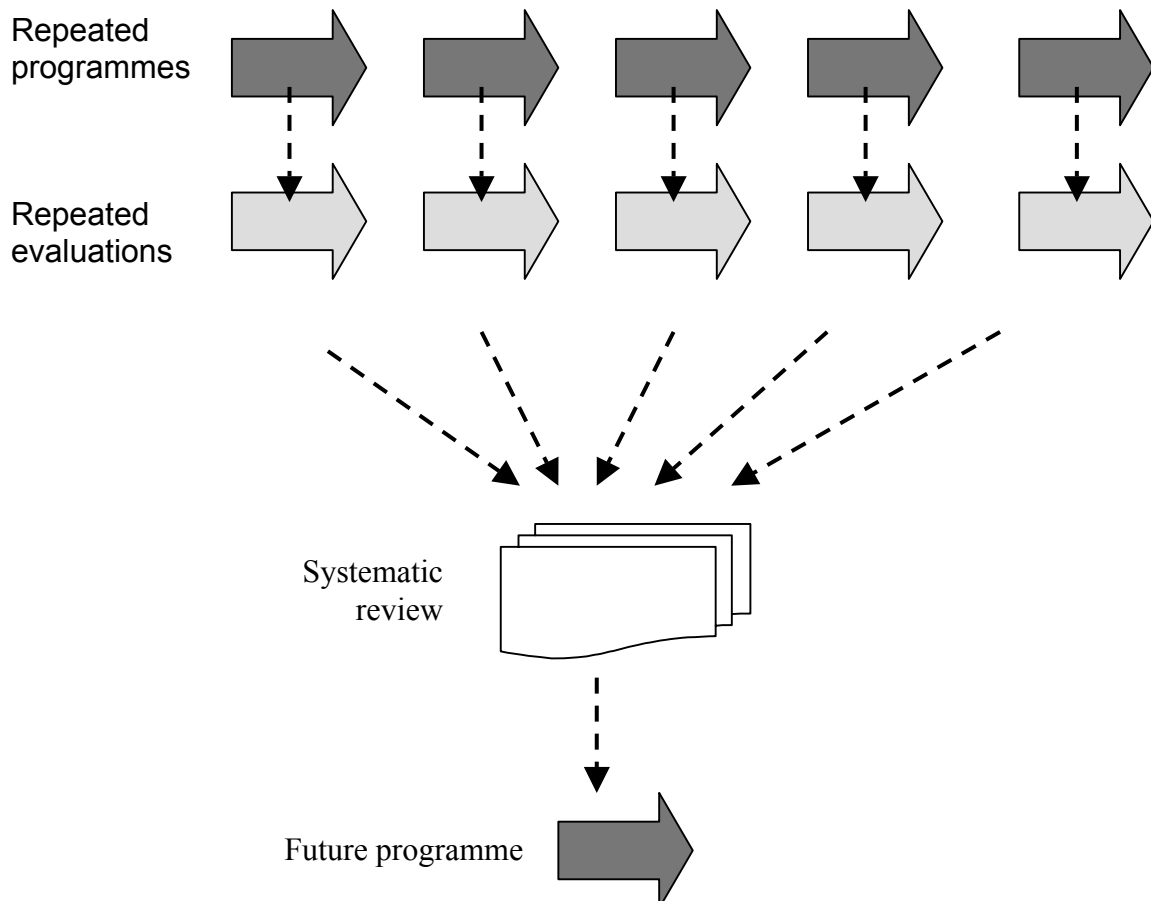 Repeated
programmes
Repeated
evaluations
Systematic
review
Future programme